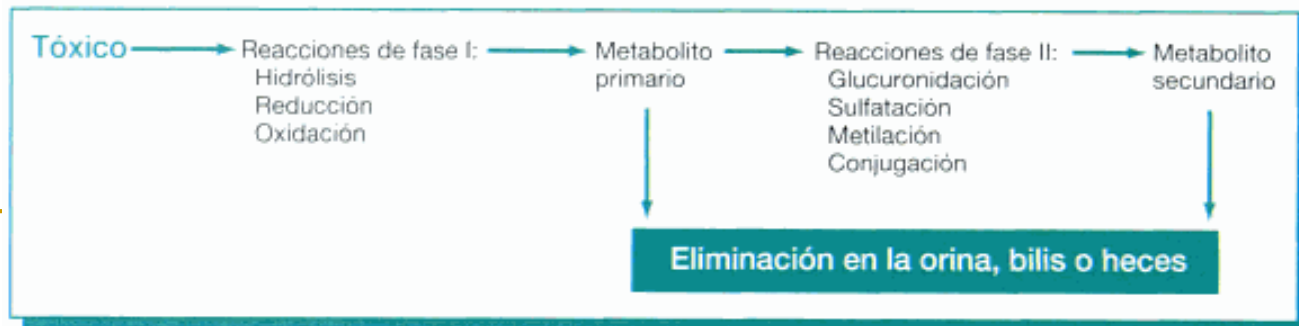 Tóxico
Reacciones de fase I:
Hidrólisis
Reducción
Oxidación
Metabolito
primario
Reacciones de fase II:
Glucuronidación
Sulfatación
Metilación
Conjugación
Metabolito
secundario
Eliminación en la orina, bilis o heces